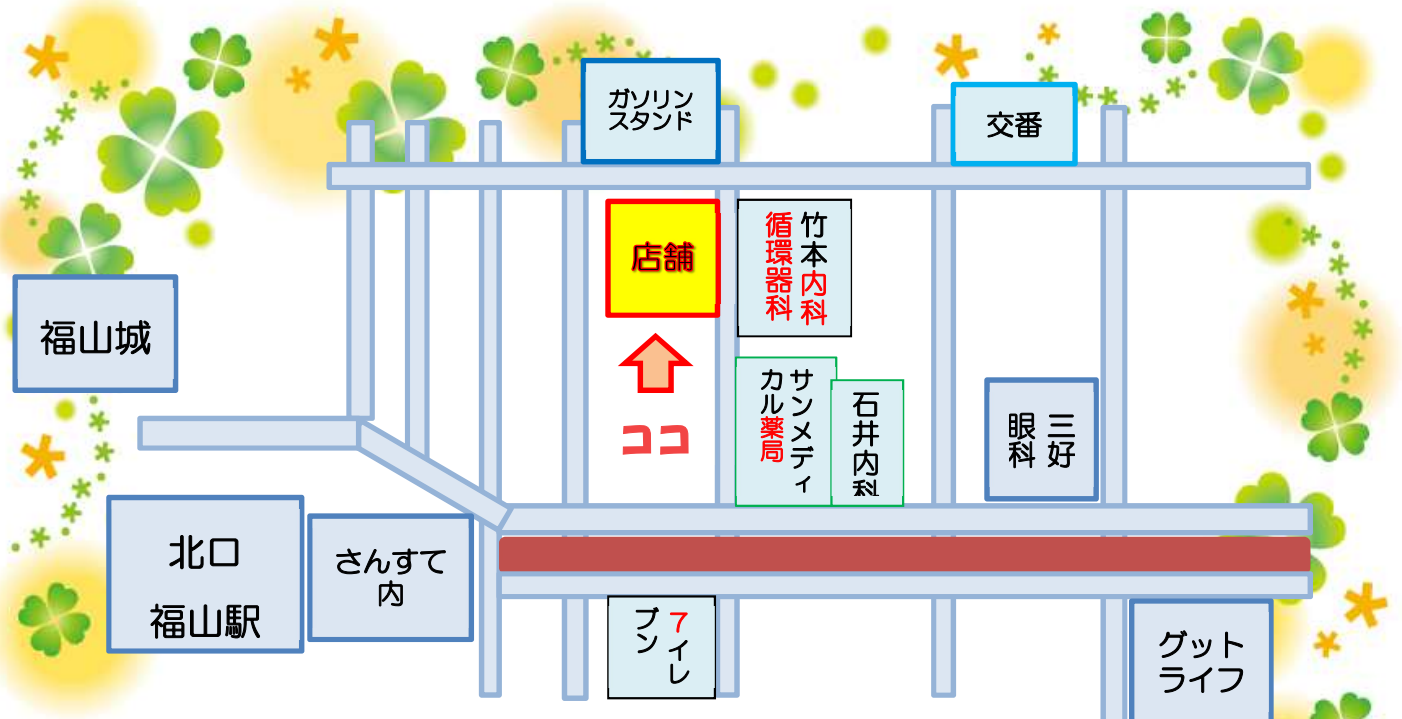 ガソリン
スタンド
交番
店舗
竹本内科
循環器科
福山城
ココ
サンメディ
カル薬局
石井内科
三好
眼科
北口
福山駅
さんすて
内
７イレ
ブン
グット
ライフ